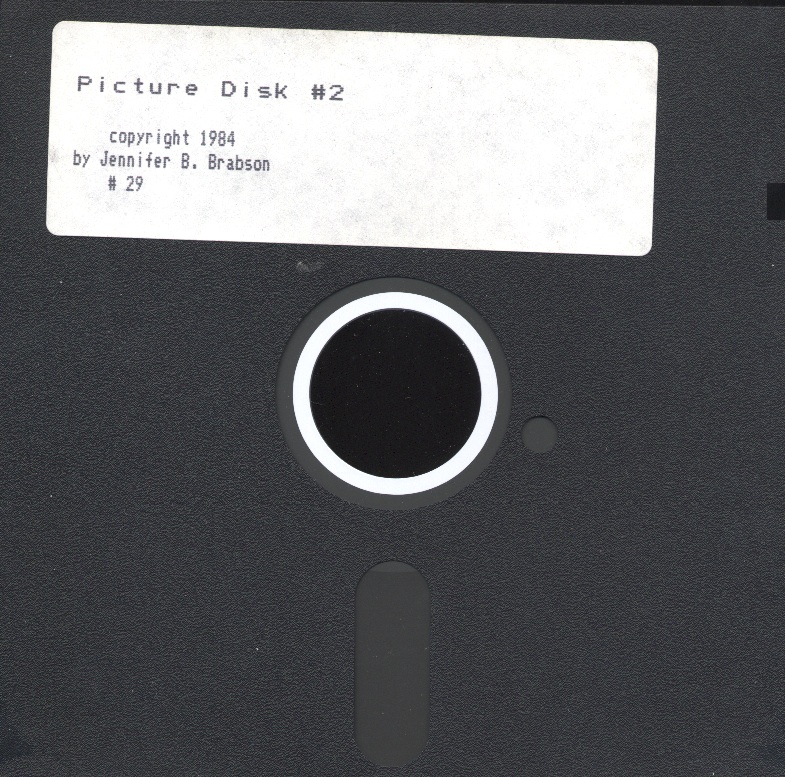 Picture Disk #2
copyright 1984
by Jennifer B. Brabson
# 29